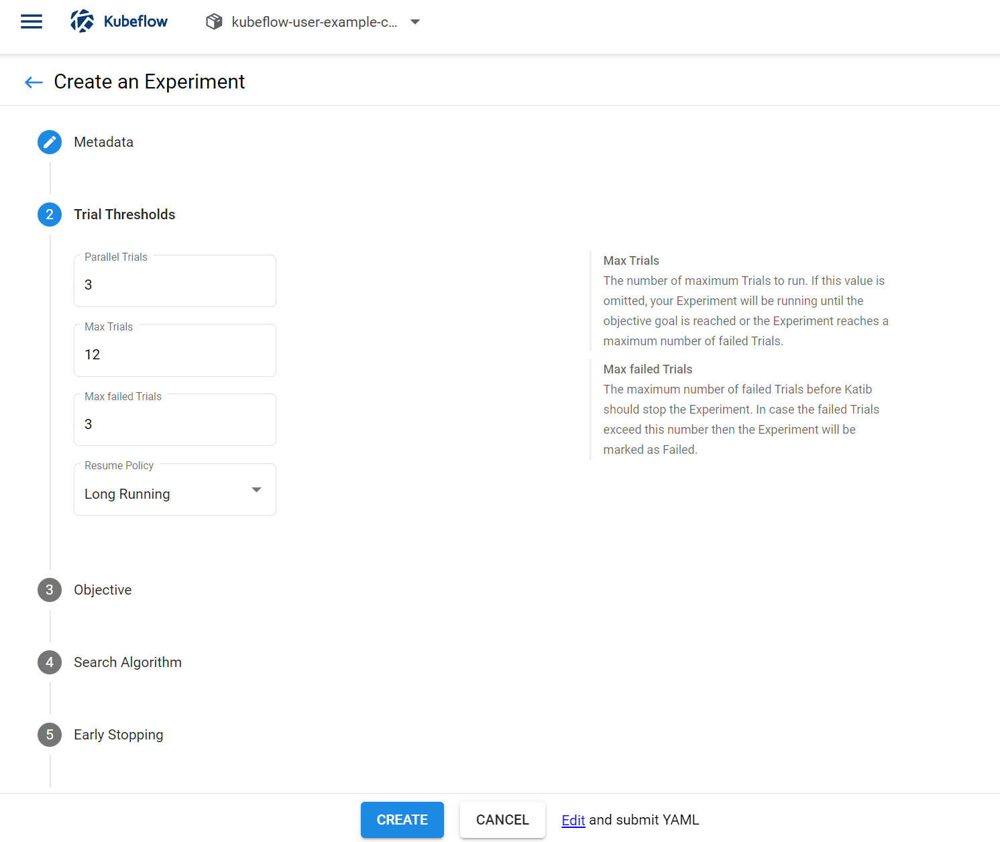 Kubeflow
kubeflow-user-example-c...
Create an Experiment
Metadata
2
Trial Thresholds
Parallel Trials
3
Max Trials
12
Max failed Trials
3
Resume Policy
Long Running
Max Trials
The number of maximum Trials to run. If this value is
omitted, your Experiment will be running until the
objective goal is reached or the Experiment reaches a
maximum number of failed Trials.
Max failed Trials
The maximum number of failed Trials before Katib
should stop the Experiment. In case the failed Trials
exceed this number then the Experiment will be
marked as Failed.
3
Objective
4
Search Algorithm
5
Early Stopping
CREATE
CANCEL
Edit and submit YAML